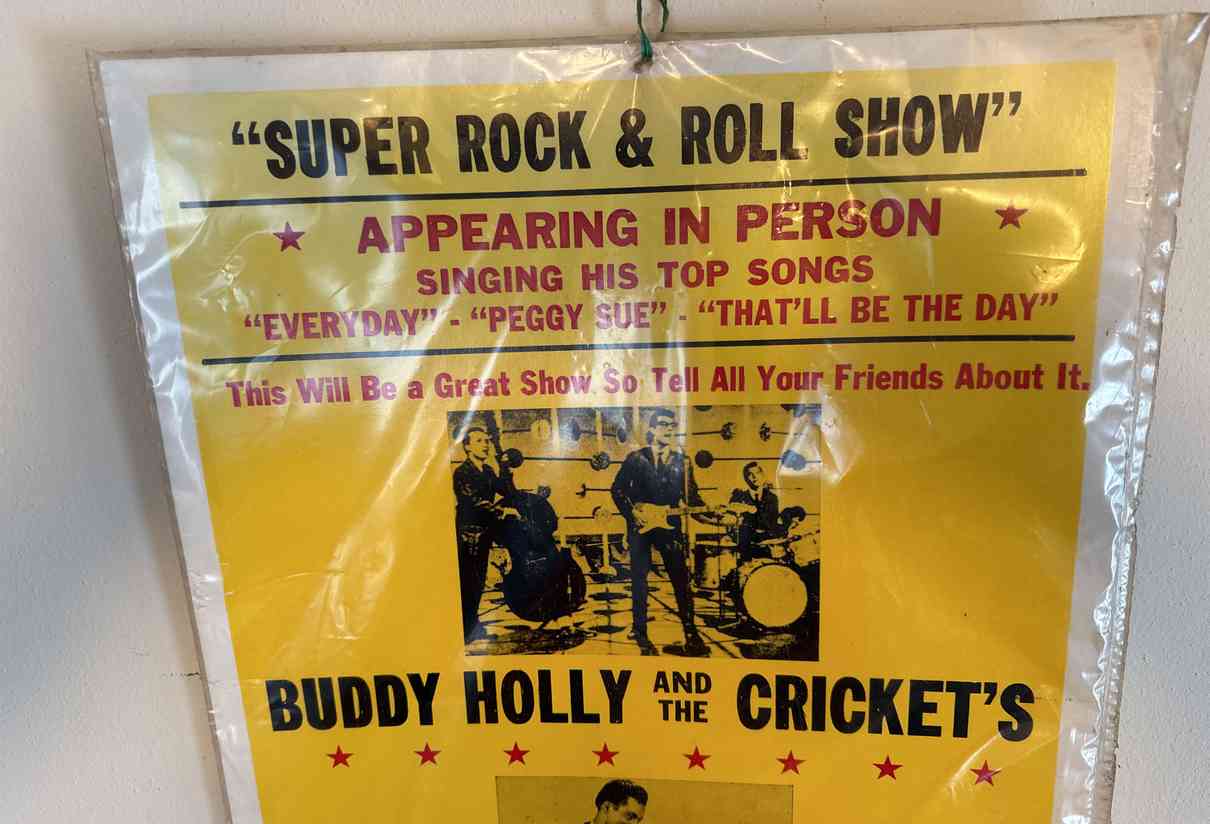 “SUPER ROCK & ROLL SHOW”
APPEARING IN PERSON
SINGING HIS TOP SONGS
“EVERYDAY” - “PEGGY SUE” - “THAT’LL BE THE DAY”
This Will Be a Great Show So Tell All Your Friends About It.
BUDDY HOLLY AND THE CRICKET’S